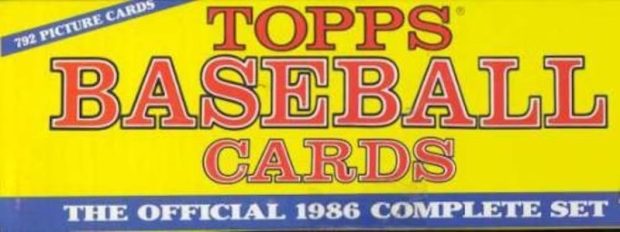 792 PICTURE CARDS
TOPPS®
BASEBALL
CARDS
THE OFFICIAL 1986 COMPLETE SET